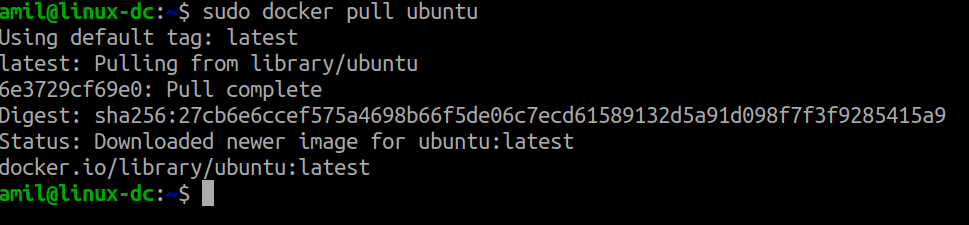 amil@linux-dc:~$ sudo docker pull ubuntu
Using default tag: latest
latest: Pulling from library/ubuntu
6e3729cf69e0: Pull complete
Digest: sha256:27cb6e6ccef575a4698b66f5de06c7ecd61589132d5a91d098f7f3f9285415a9
Status: Downloaded newer image for ubuntu:latest
docker.io/library/ubuntu:latest
amil@linux-dc:~$